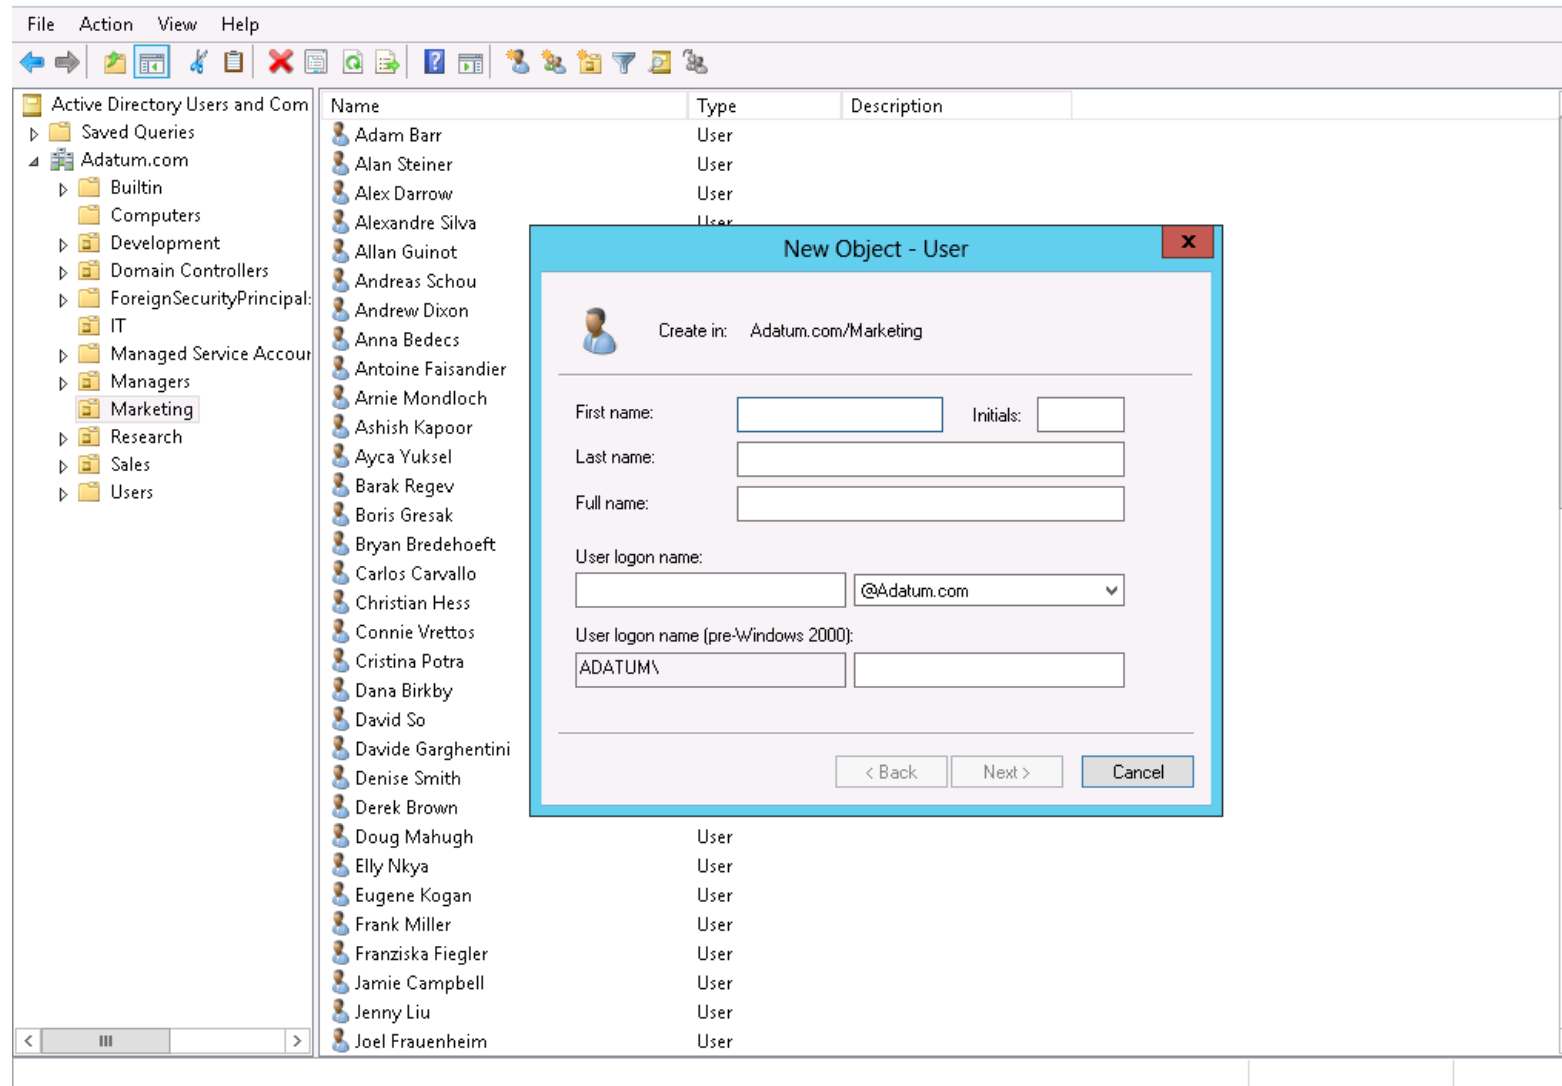 File Action View Help
Active Directory Users and Com
Saved Queries
Adatum.com
Builtin
Computers
Development
Domain Controllers
ForeignSecurityPrincipal:
IT
Managed Service Accour
Managers
Marketing
Research
Sales
Users
Name Type Description
Adam Barr User
Alan Steiner User
Alex Darrow User
Alexandre Silva User
Allan Guinot
Andreas Schou
Andrew Dixon
Anna Bedecs
Antoine Faisandier
Arnie Mondloch
Ashish Kapoor
Ayca Yuksel
Barak Regev
Boris Gresak
Bryan Bredehoeft
Carlos Carvallo
Christian Hess
Connie Vrettos
Cristina Potra
Dana Birkby
David So
Davide Garghentini
Denise Smith
Derek Brown
Doug Mahugh User
Elly Nkya User
Eugene Kogan User
Frank Miller User
Franziska Fiegler User
Jamie Campbell User
Jenny Liu User
Joel Frauenheim User
New Object - User
Create in: Adatum.com/Marketing
First name: Initials:
Last name:
Full name:
User logon name:
@Adatum.com
User logon name (pre-Windows 2000):
ADATUM\
< Back Next > Cancel